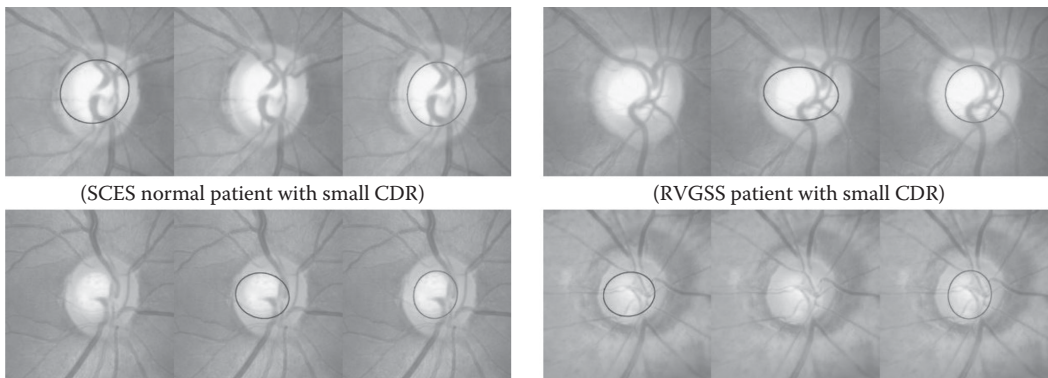 (SCES normal patient with small CDR)
(RVGSS patient with small CDR)